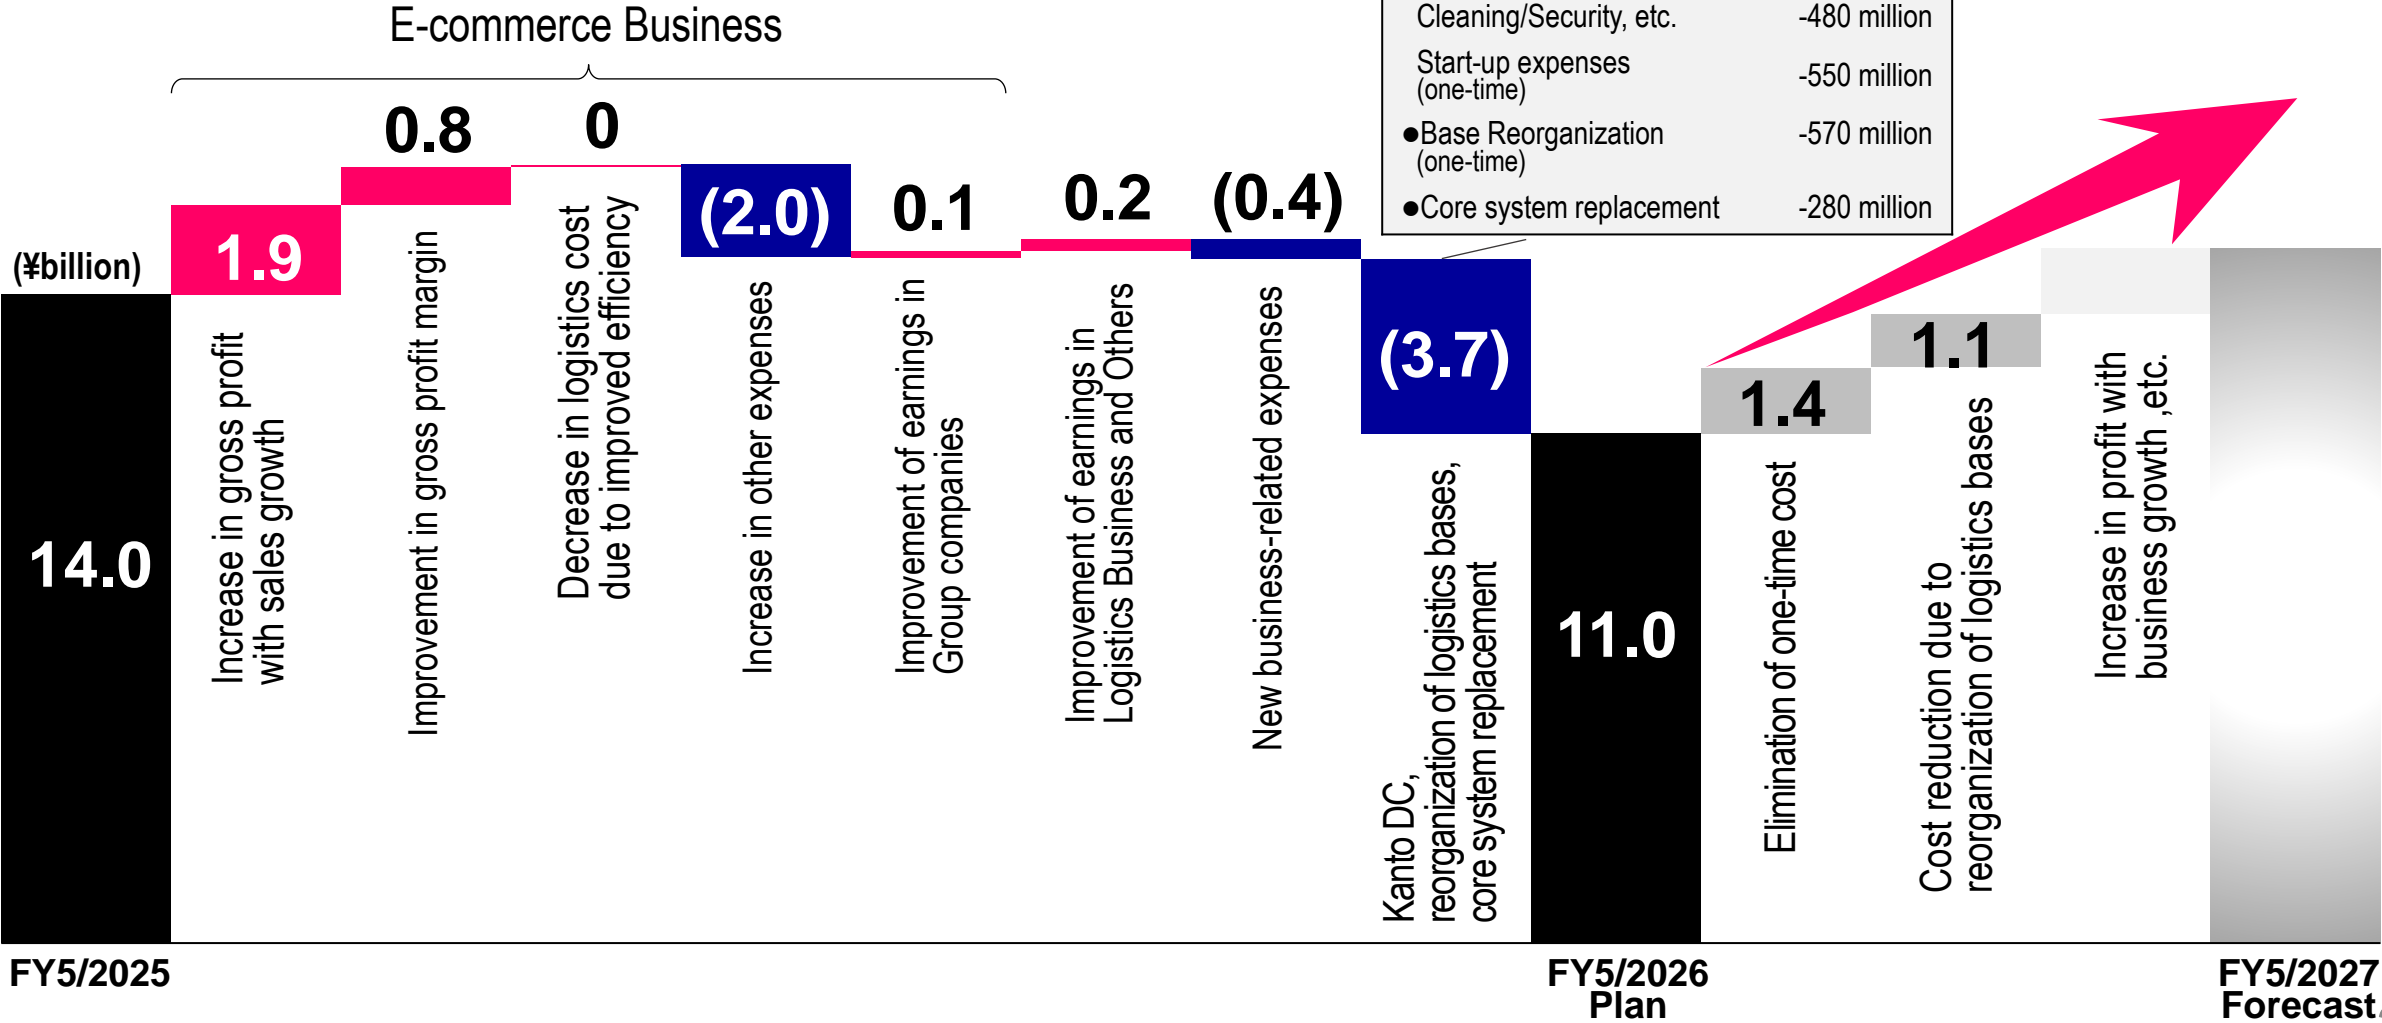 E-commerce Business
Cleaning/Security, etc. -480 million
Start-up expenses -550 million
(one-time)
●Base Reorganization -570 million
(one-time)
●Core system replacement -280 million
(¥billion)
14.0
1.9
0.8
0
(2.0)
0.1
0.2
(0.4)
(3.7)
11.0
1.4
1.1
Increase in gross profit
with sales growth
Improvement in gross profit margin
Decrease in logistics cost
due to improved efficiency
Increase in other expenses
Improvement of earnings in
Group companies
Improvement of earnings in
Logistics Business and Others
New business-related expenses
Kanto DC,
reorganization of logistics bases,
core system replacement
Elimination of one-time cost
Cost reduction due to
reorganization of logistics bases
Increase in profit with
business growth ,etc.
FY5/2025
FY5/2026
Plan
FY5/2027
Forecast